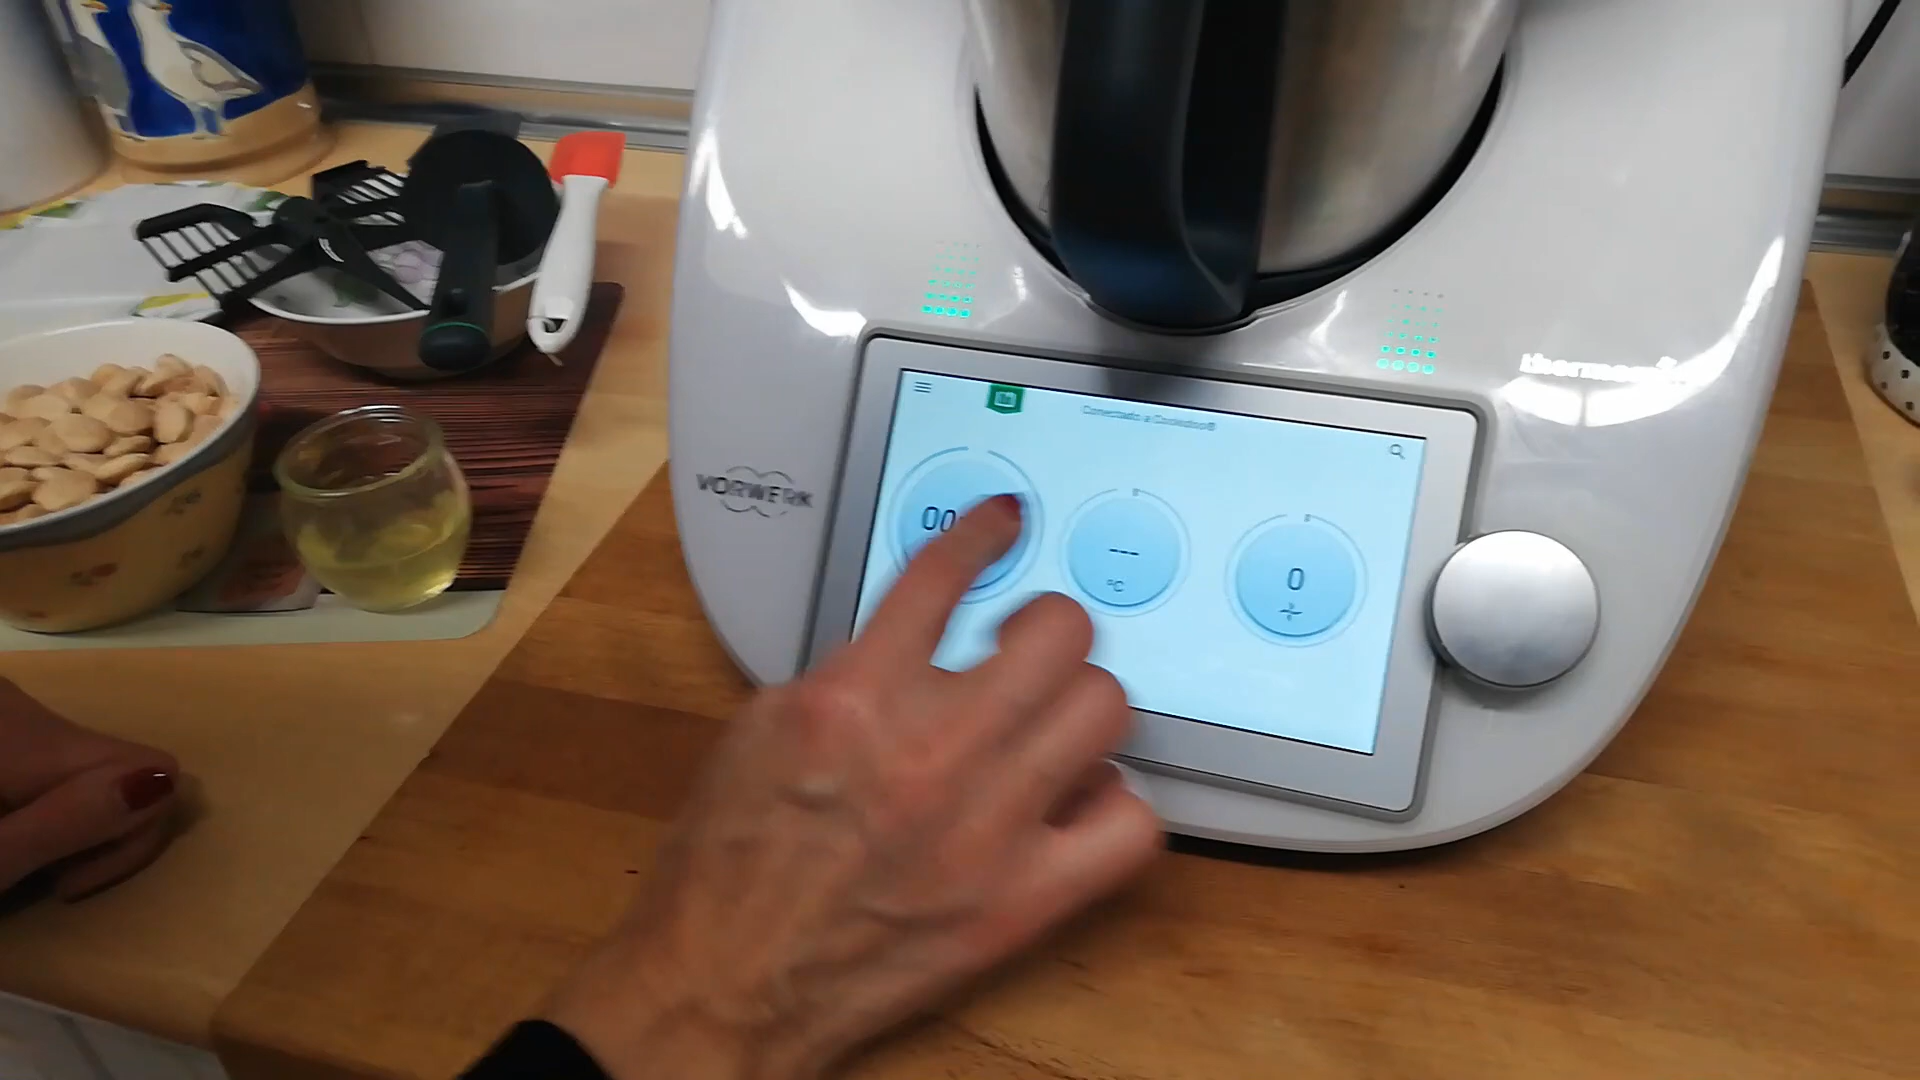 Conectado a Cookidoo®
00
---
°C
0
VORWERK
thermomix